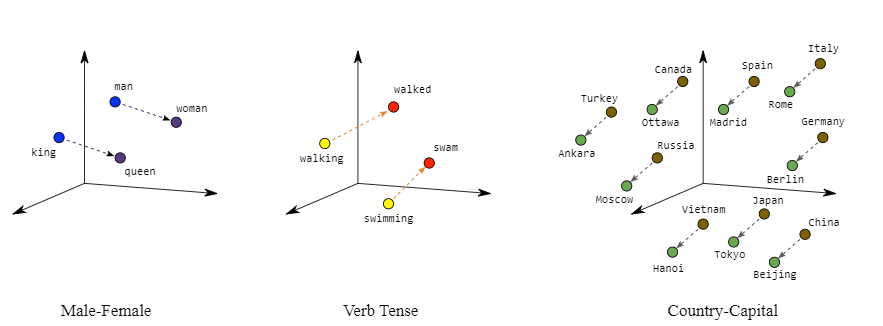 man
woman
king
queen
Male-Female
walked
walking
swam
swimming
Verb Tense
Italy
Spain
Canada
Rome
Turkey
Ottawa
Madrid
Germany
Russia
Ankara
Berlin
Moscow
Vietnam
Japan
China
Tokyo
Hanoi
Beijing
Country-Capital